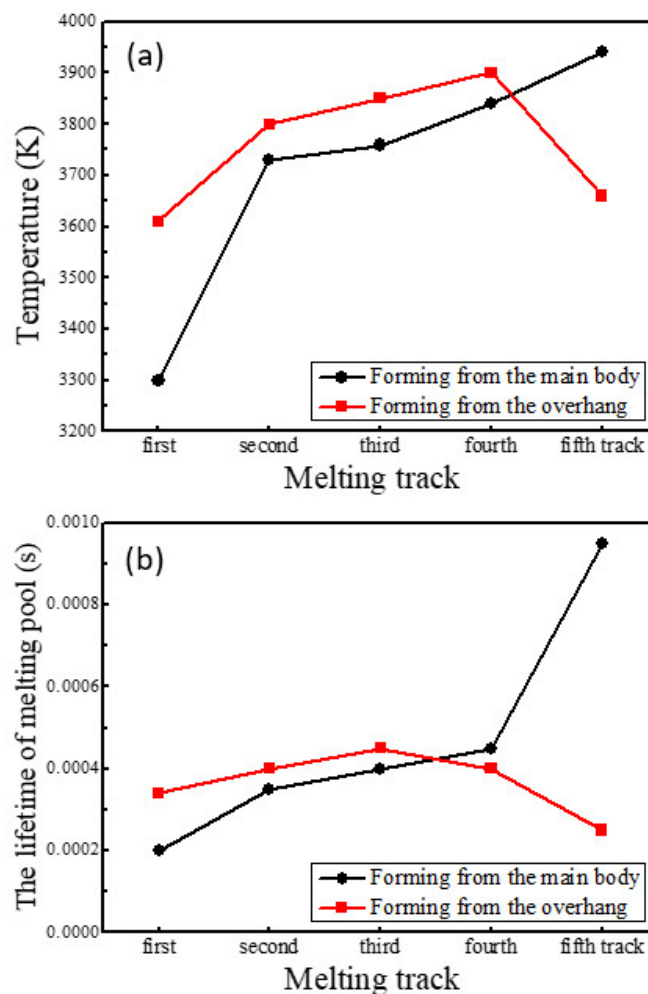 (a)
Temperature (K)
4000
3900
3800
3700
3600
3500
3400
3300
3200
Forming from the main body
Forming from the overhang
first second third fourth fifth track
Melting track
(b)
The lifetime of melting pool (s)
0.0010
0.0008
0.0006
0.0004
0.0002
0.0000
Forming from the main body
Forming from the overhang
first second third fourth fifth track
Melting track